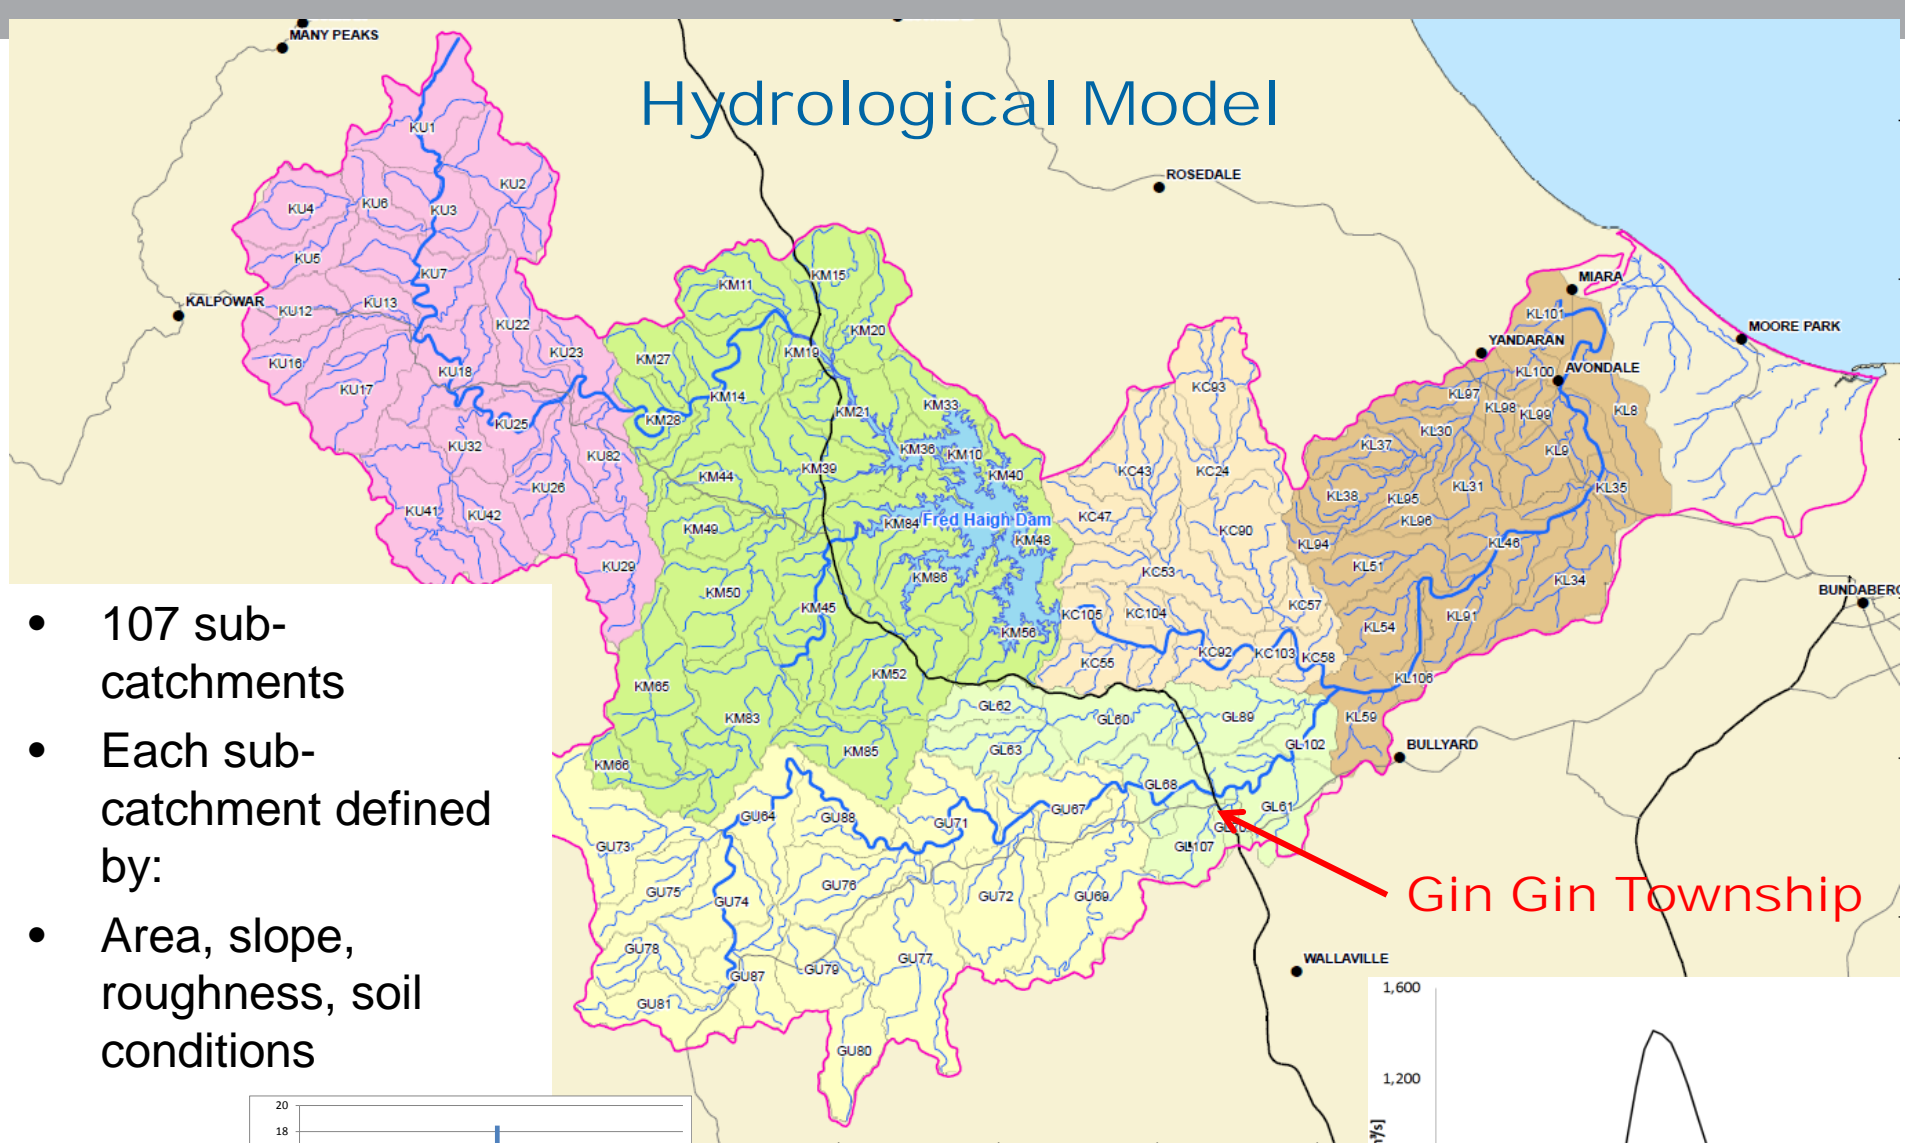 MANY PEAKS
Hydrological Model
KU1
ROSEDALE
KU2
KU4
KU6
KU3
KU5
KU7
KM15
MIARA
KM11
KALPOWAR
KU13
KU12
KL101
KU22
KM20
MOORE PARK
YANDARAN
KU23
KM19
KM27
KU16
KU18
KL100
AVONDALE
KU17
KC93
KM14
KL97
KM33
KL98
KL99
KL8
KM21
KM28
KU25
KL30
KU32
KL37
KM36
KM10
KL9
KU82
KM39
KC43
KC24
KM44
KM40
KU26
KL31
KL35
KL38
KL95
KU41
KU42
KC47
KM84
Fred Haigh Dam
KL96
KM49
KC90
KM48
KL94
KL46
KU29
KL51
KC53
KM86
KL34
BUNDABERG
KM50
KM45
KC57
KC105
KC104
KL91
KL54
KM56
KC92
KC103
KC58
KC55
KM52
KL106
KM65
GL62
KM83
GL60
GL89
KL59
GL102
BULLYARD
KM85
GL63
KM66
GL68
GU67
GL61
GU64
GU88
GU71
GU73
GL107
GU76
GU75
GU74
GU72
GU69
Gin Gin Township
GU78
GU77
WALLAVILLE
GU79
GU87
GU81
GU80
• 107 sub-
catchments
• Each sub-
catchment defined
by:
• Area, slope,
roughness, soil
conditions
20
18
1,600
1,200